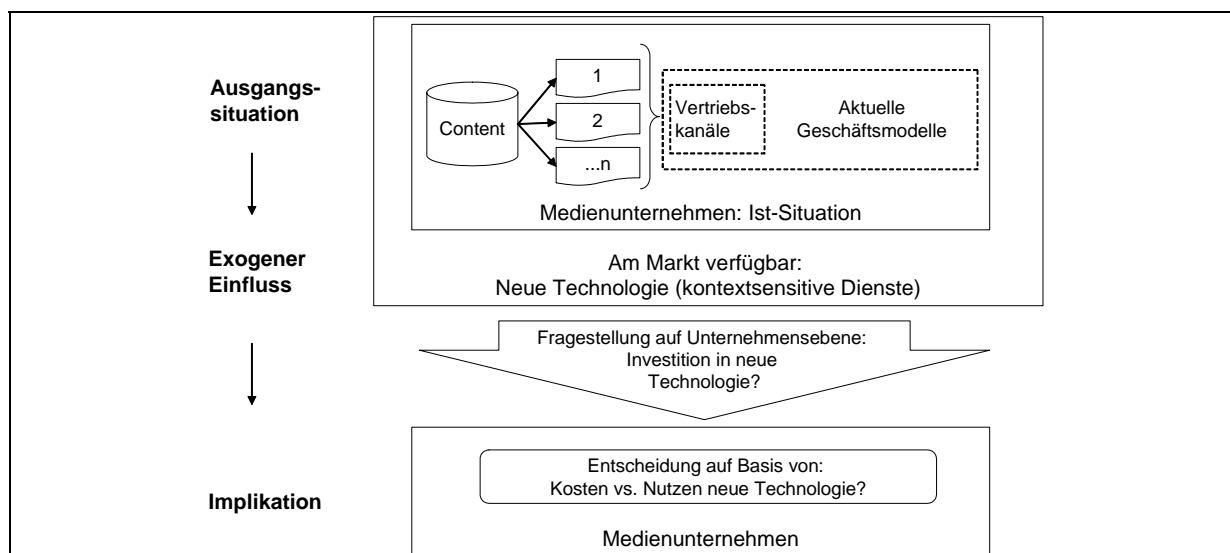 Ausgangs-
situation
Content
1
2
...n
Vertriebs-
kanäle
Aktuelle
Geschäftsmodelle
Medienunternehmen: Ist-Situation
Exogener
Einfluss
Am Markt verfügbar:
Neue Technologie (kontextsensitive Dienste)
Fragestellung auf Unternehmensebene:
Investition in neue
Technologie?
Implikation
Entscheidung auf Basis von:
Kosten vs. Nutzen neue Technologie?
Medienunternehmen